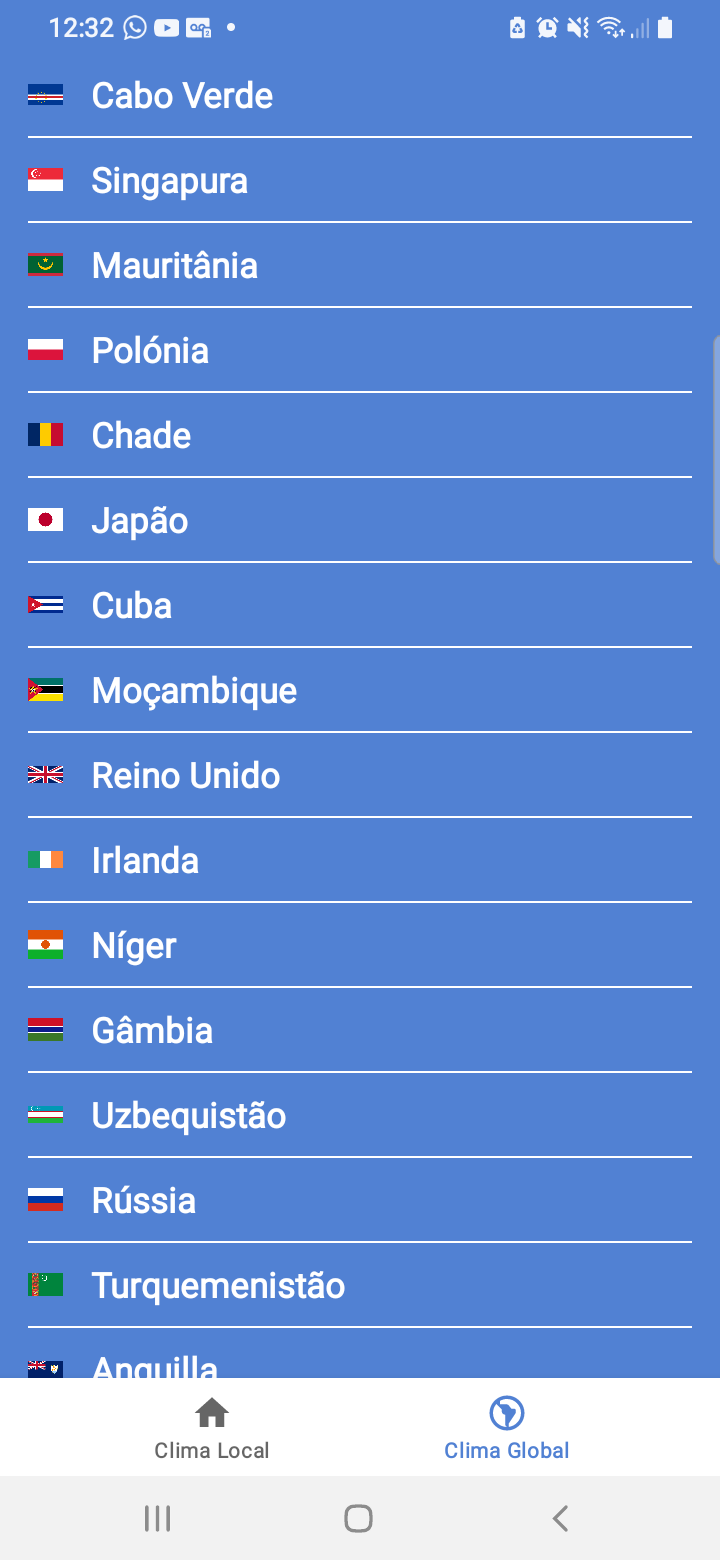 12:32
Cabo Verde
Singapura
Mauritânia
Polónia
Chade
Japão
Cuba
Moçambique
Reino Unido
Irlanda
Níger
Gâmbia
Uzbequistão
Rússia
Turquemenistão
Anguilla
Clima Local
Clima Global